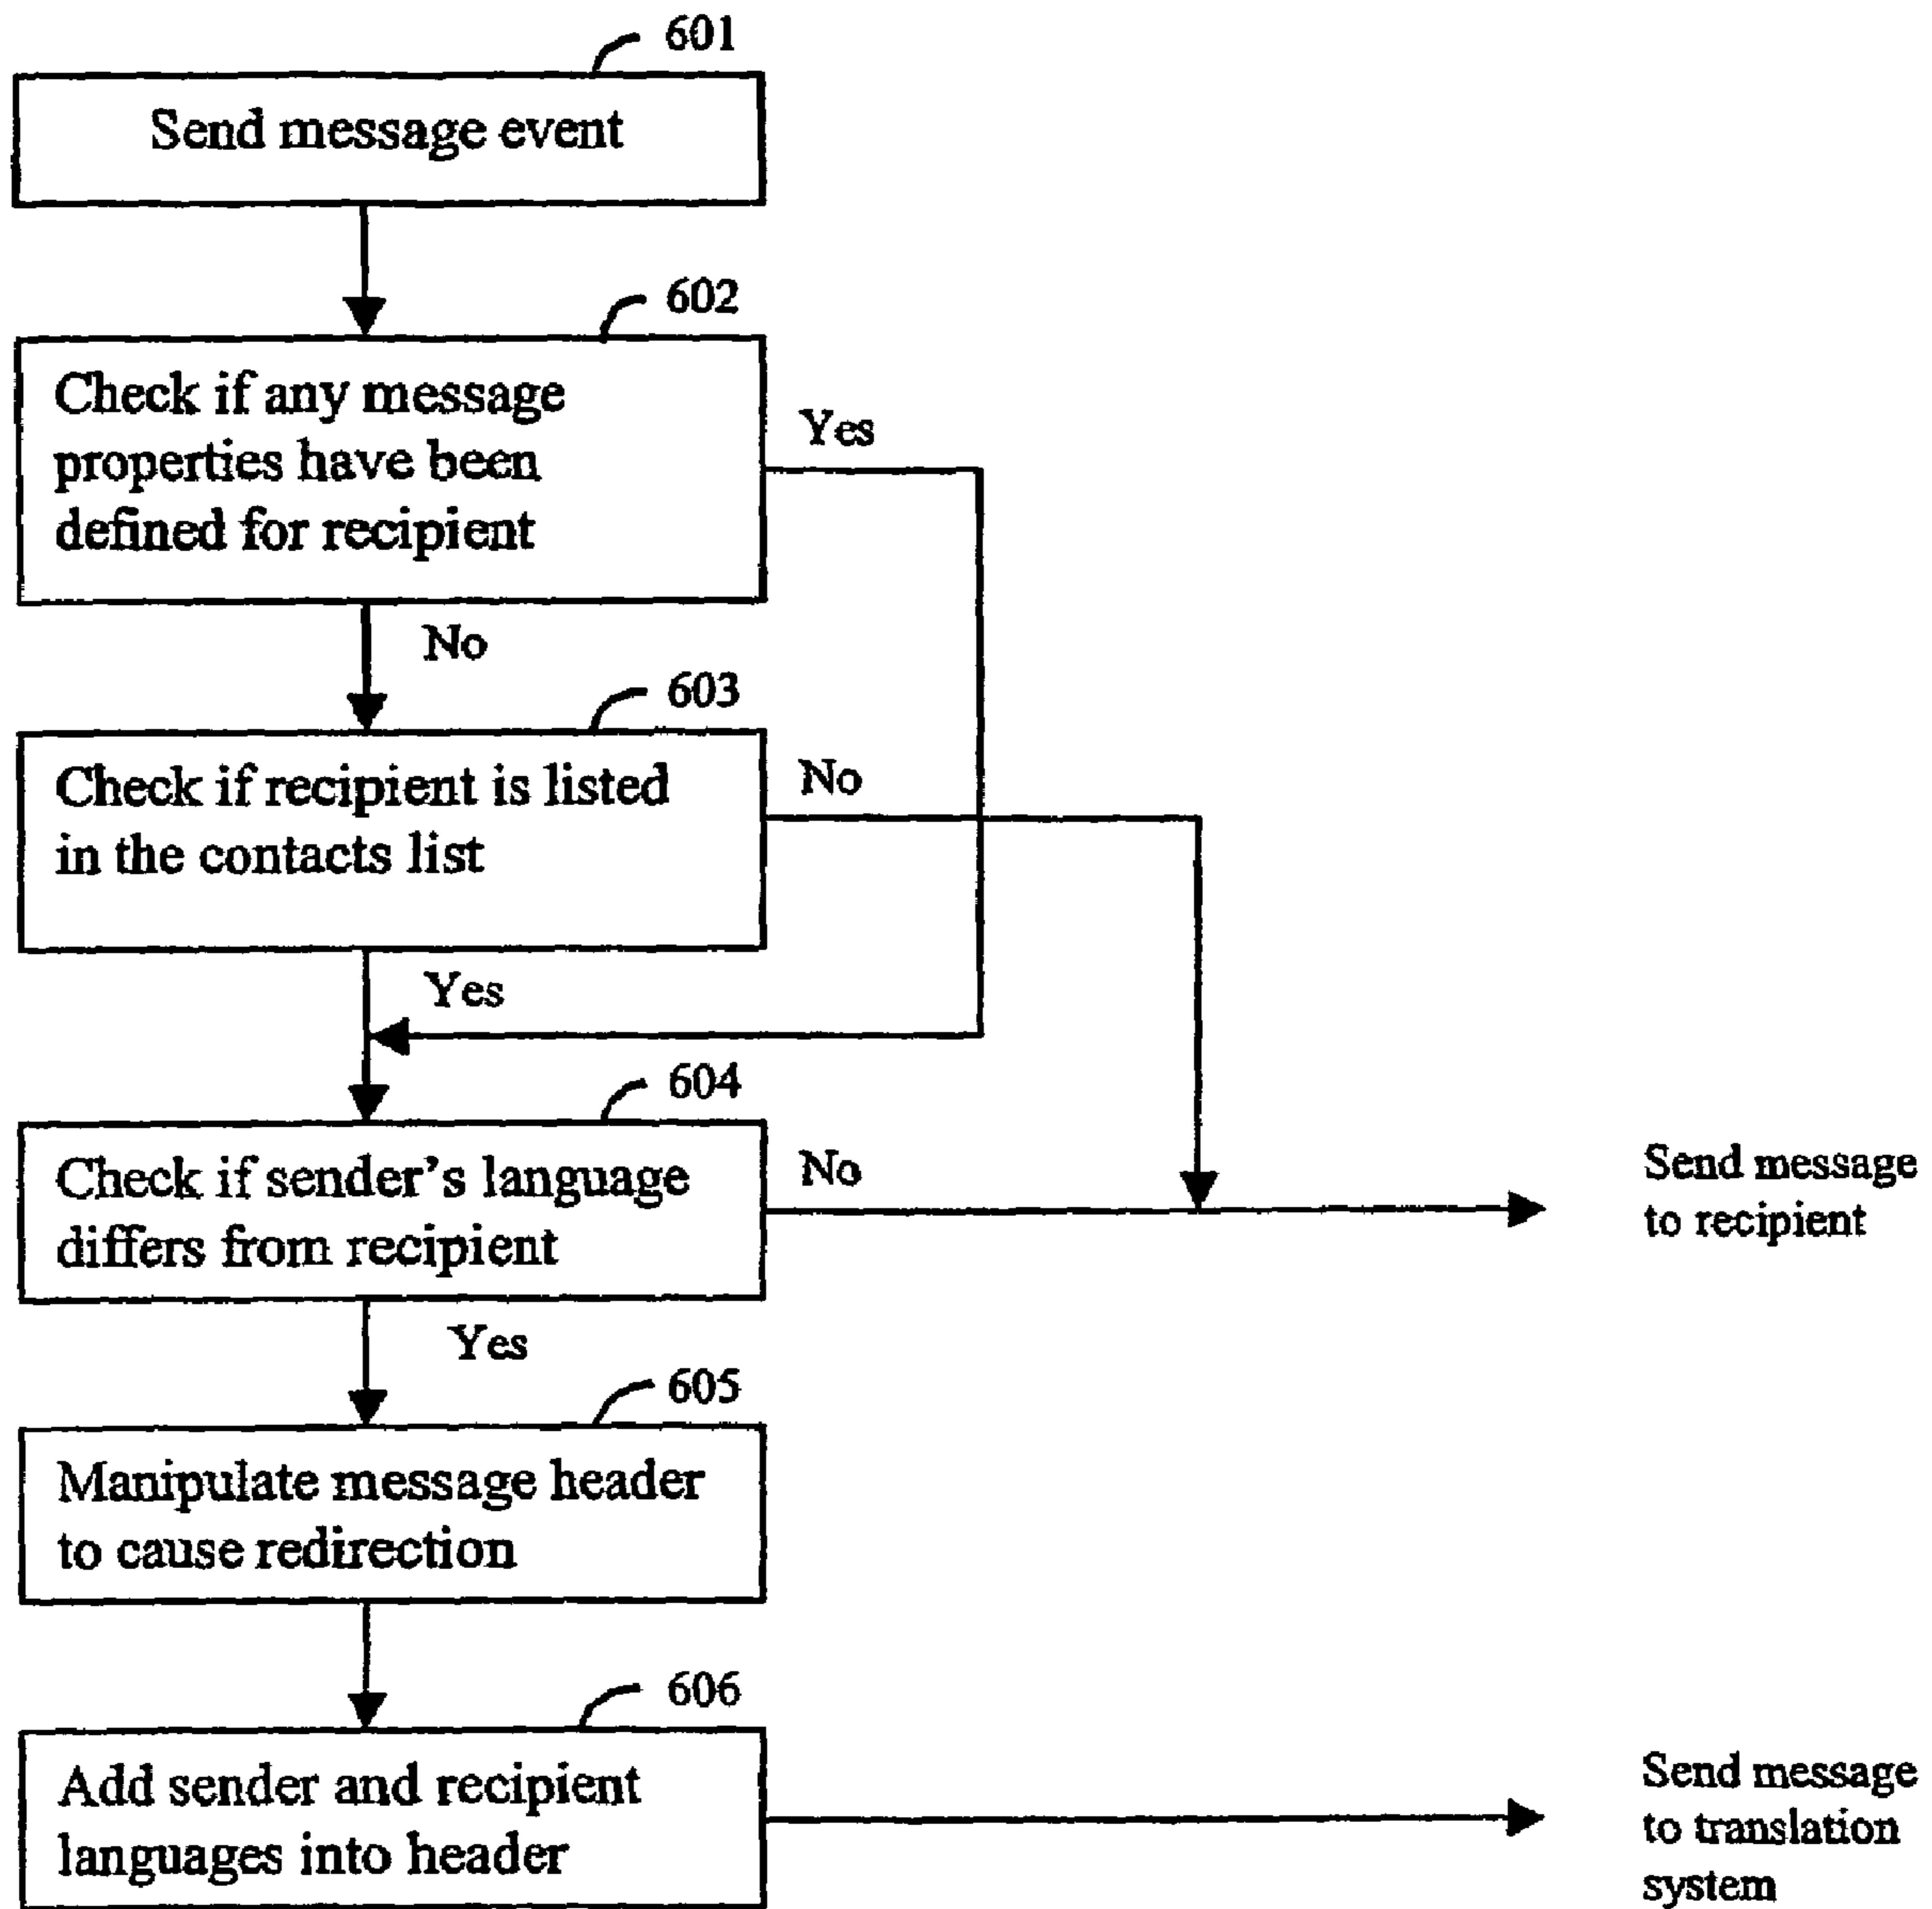 601
Send message event
602
Check if any message
properties have been
defined for recipient
Yes
No
603
Check if recipient is listed
in the contacts list
No
Yes
604
Check if sender's language
differs from recipient
No
Send message
to recipient
Yes
605
Manipulate message header
to cause redirection
606
Add sender and recipient
languages into header
Send message
to translation
system